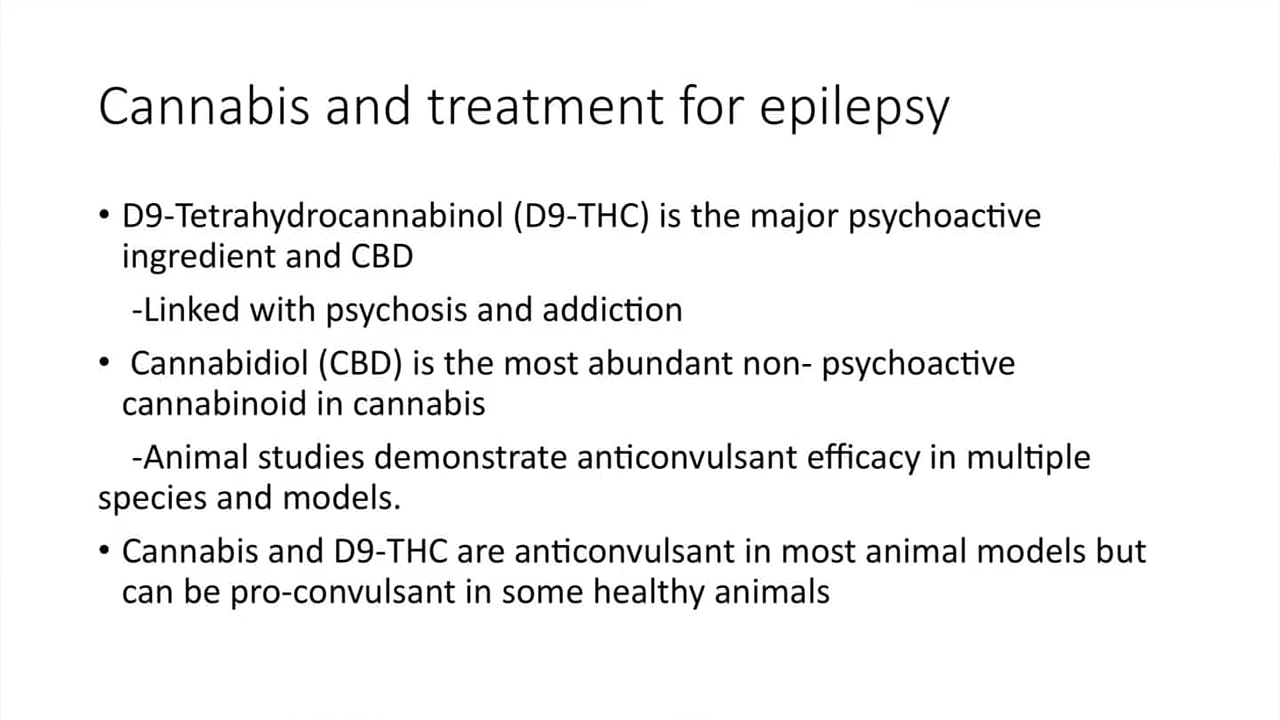 Cannabis and treatment for epilepsy
• D9-Tetrahydrocannabinol (D9-THC) is the major psychoactive
ingredient and CBD
-Linked with psychosis and addiction
• Cannabidiol (CBD) is the most abundant non- psychoactive
cannabinoid in cannabis
-Animal studies demonstrate anticonvulsant efficacy in multiple
species and models.
• Cannabis and D9-THC are anticonvulsant in most animal models but
can be pro-convulsant in some healthy animals